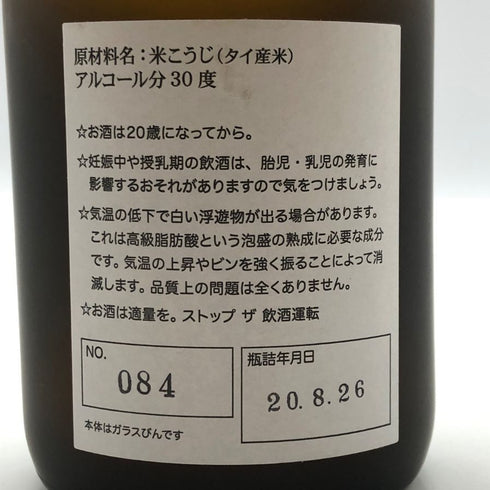 原材料名：米こうじ(タイ産米)
アルコール分30度
☆お酒は20歳になってから。
☆妊娠中や授乳期の飲酒は、胎児・乳児の発育に
影響するおそれがありますので気をつけましょう。
☆気温の低下で白い浮遊物が出る場合があります。
これは高級脂肪酸という泡盛の熟成に必要な成分
です。気温の上昇やビンを強く振ることによって消
滅します。品質上の問題は全くありません。
☆お酒は適量を。ストップ ザ 飲酒運転
NO.
084
瓶詰年月日
20.8.26
本体はガラスびんです